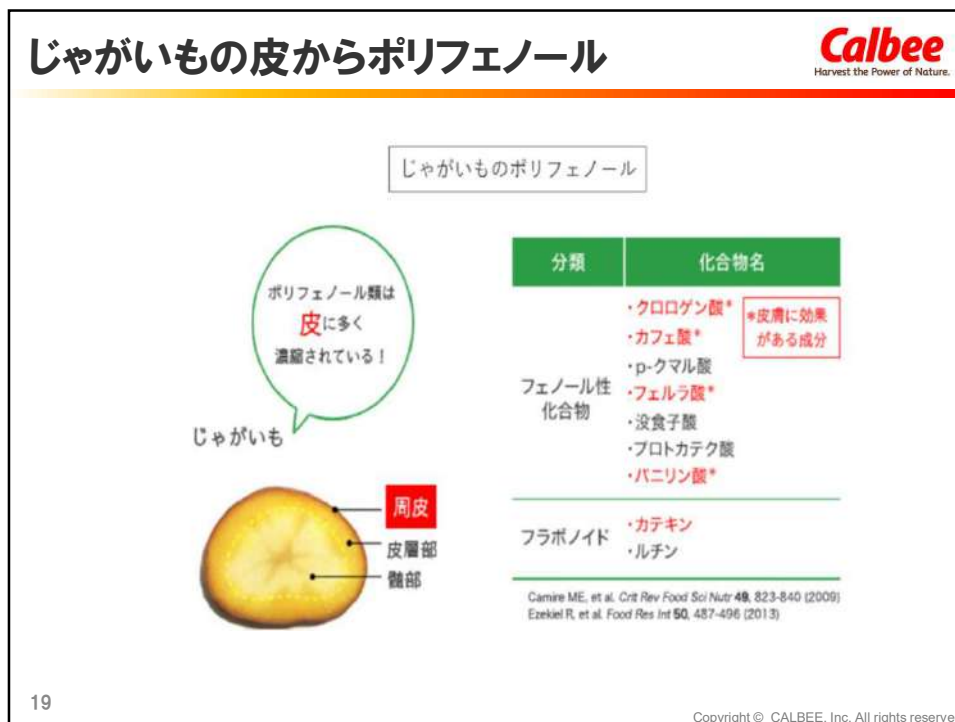 じゃがいもの皮からポリフェノール
Calbee
Harvest the Power of Nature.
じゃがいものポリフェノール
ポリフェノール類は
皮に多く
濃縮されている！
じゃがいも
周皮
皮層部
髄部
分類 化合物名
フェノール性
化合物
・クロロゲン酸*
・カフェ酸*
・p-クマル酸
・フェルラ酸*
・没食子酸
・プロトカテク酸
・バニリン酸*
*皮膚に効果
がある成分
フラボノイド
・カテキン
・ルチン
Camire ME, et al. Crit Rev Food Sci Nutr 49, 823-840 (2009)
Ezekiel R, et al. Food Res Int 50, 487-496 (2013)
19
Copyright © CALBEE, Inc. All rights reserve